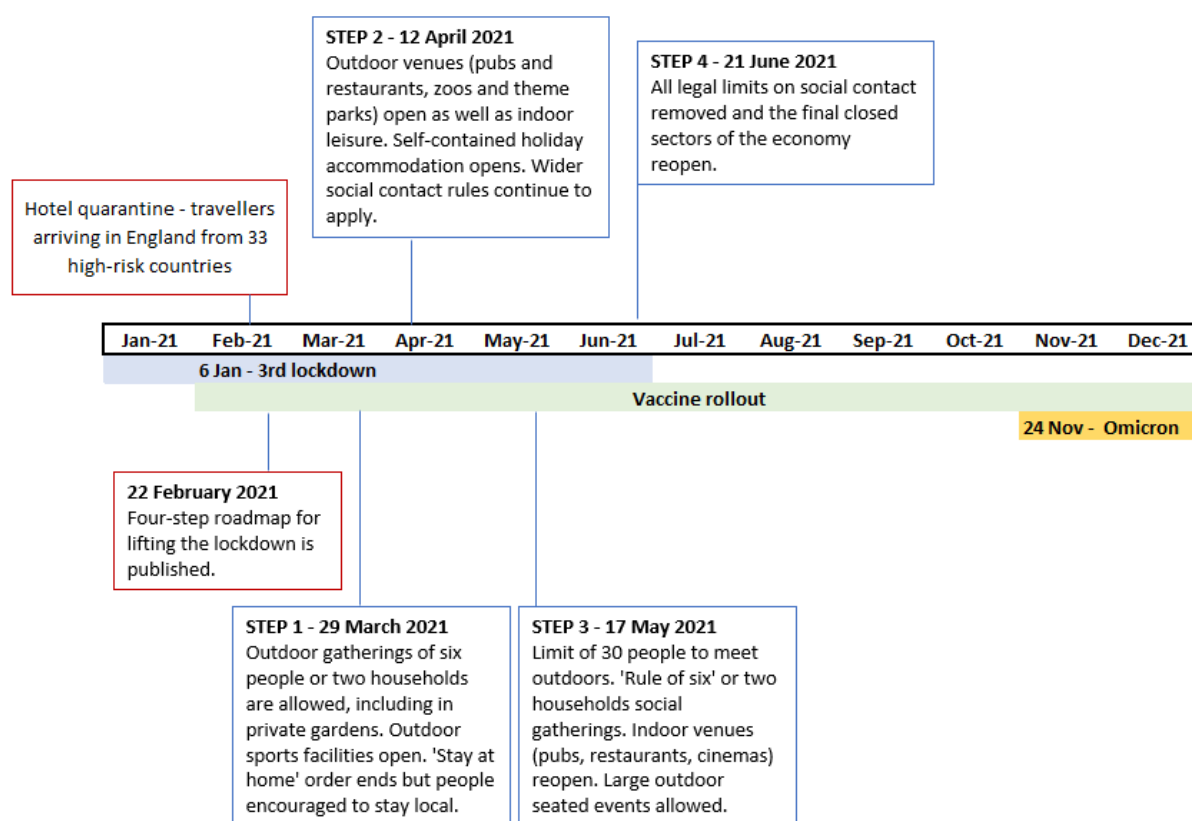 STEP 2 - 12 April 2021
Outdoor venues (pubs and
restaurants, zoos and theme
parks) open as well as indoor
leisure. Self-contained holiday
accommodation opens. Wider
social contact rules continue to
apply.
STEP 4 - 21 June 2021
All legal limits on social contact
removed and the final closed
sectors of the economy
reopen.
Hotel quarantine - travellers
arriving in England from 33
high-risk countries
Jan-21 Feb-21 Mar-21 Apr-21 May-21 Jun-21 Jul-21 Aug-21 Sep-21 Oct-21 Nov-21 Dec-21
6 Jan - 3rd lockdown
Vaccine rollout
24 Nov - Omicron
22 February 2021
Four-step roadmap for
lifting the lockdown is
published.
STEP 1 - 29 March 2021
Outdoor gatherings of six
people or two households
are allowed, including in
private gardens. Outdoor
sports facilities open. 'Stay at
home' order ends but people
encouraged to stay local.
STEP 3 - 17 May 2021
Limit of 30 people to meet
outdoors. 'Rule of six' or two
households social
gatherings. Indoor venues
(pubs, restaurants, cinemas)
reopen. Large outdoor
seated events allowed.